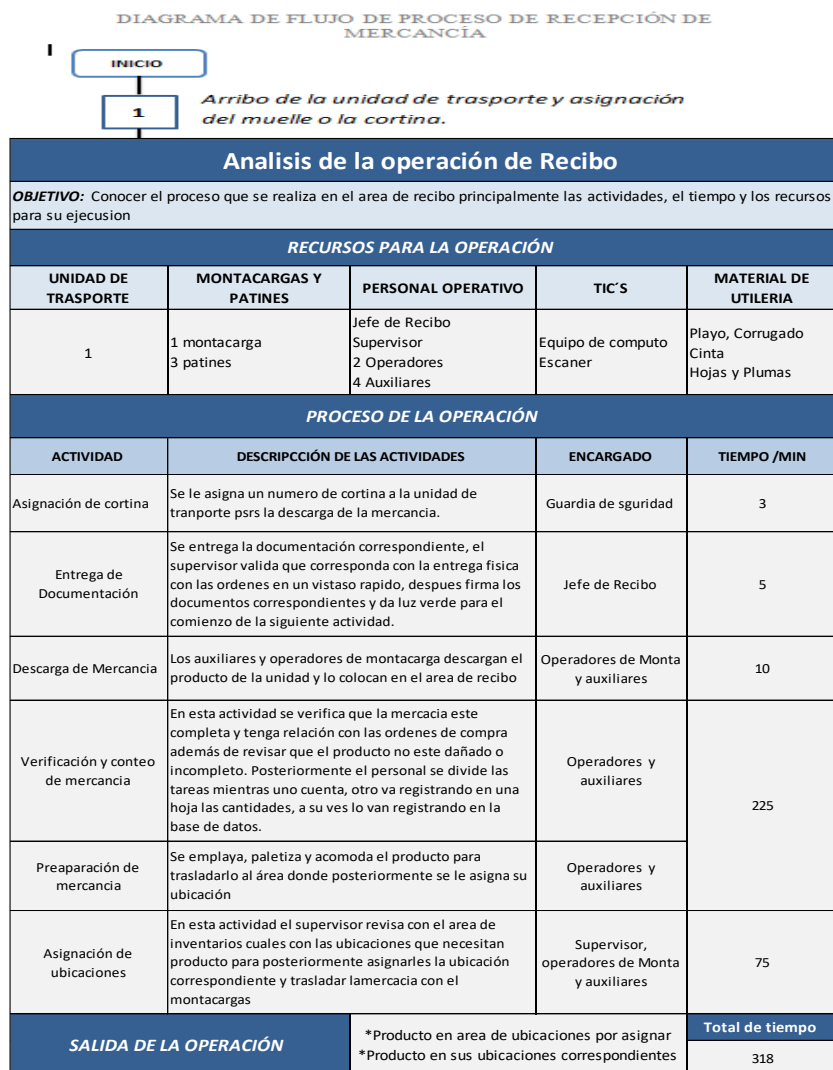 DIAGRAMA DE FLUJO DE PROCESO DE RECEPCIÓN DE
MERCANCÍA
I
INICIO
1
Arribo de la unidad de trasporte y asignación
del muelle o la cortina.
Analisis de la operación de Recibo
OBJETIVO: Conocer el proceso que se realiza en el area de recibo principalmente las actividades, el tiempo y los recursos
para su ejecusion
RECURSOS PARA LA OPERACIÓN
UNIDAD DE
TRASPORTE
MONTACARGAS Y
PATINES
PERSONAL OPERATIVO
TIC´S
MATERIAL DE
UTILERIA
1
1 montacarga
3 patines
Jefe de Recibo
Supervisor
2 Operadores
4 Auxiliares
Equipo de computo
Escaner
Playo, Corrugado
Cinta
Hojas y Plumas
PROCESO DE LA OPERACIÓN
ACTIVIDAD
DESCRIPCCIÓN DE LAS ACTIVIDADES
ENCARGADO
TIEMPO /MIN
Asignación de cortina
Se le asigna un numero de cortina a la unidad de
tranporte psrs la descarga de la mercancia.
Guardia de sguridad
3
Entrega de
Documentación
Se entrega la documentación correspondiente, el
supervisor valida que corresponda con la entrega fisica
con las ordenes en un vistaso rapido, despues firma los
documentos correspondientes y da luz verde para el
comienzo de la siguiente actividad.
Jefe de Recibo
5
Descarga de Mercancia
Los auxiliares y operadores de montacarga descargan el
producto de la unidad y lo colocan en el area de recibo
Operadores de Monta
y auxiliares
10
Verificación y conteo
de mercancia
En esta actividad se verifica que la mercacia este
completa y tenga relación con las ordenes de compra
además de revisar que el producto no este dañado o
incompleto. Posteriormente el personal se divide las
tareas mientras uno cuenta, otro va registrando en una
hoja las cantidades, a su ves lo van registrando en la
base de datos.
Operadores y
auxiliares
225
Preaparación de
mercancia
Se emplaya, paletiza y acomoda el producto para
trasladarlo al área donde posteriormente se le asigna su
ubicación
Operadores y
auxiliares
Asignación de
ubicaciones
En esta actividad el supervisor revisa con el area de
inventarios cuales con las ubicaciones que necesitan
producto para posteriormente asignarles la ubicación
correspondiente y trasladar lamercacia con el
montacargas
Supervisor,
operadores de Monta
y auxiliares
75
SALIDA DE LA OPERACIÓN
*Producto en area de ubicaciones por asignar
*Producto en sus ubicaciones correspondientes
Total de tiempo
318